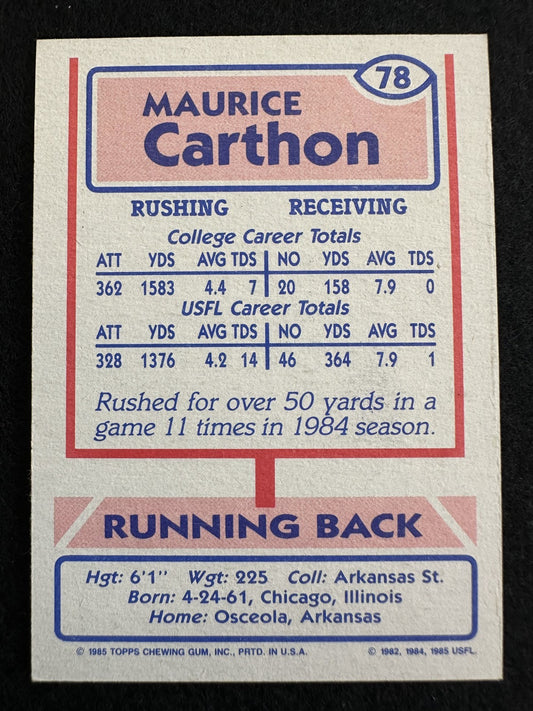 78
MAURICE
Carthon
RUSHING RECEIVING
College Career Totals
ATT YDS AVG TDS NO YDS AVG TDS
362 1583 4.4 7 20 158 7.9 0
USFL Career Totals
ATT YDS AVG TDS NO YDS AVG TDS
328 1376 4.2 14 46 364 7.9 1
Rushed for over 50 yards in a
game 11 times in 1984 season.
RUNNING BACK
Hgt: 6'1" Wgt: 225 Coll: Arkansas St.
Born: 4-24-61, Chicago, Illinois
Home: Osceola, Arkansas
© 1985 TOPPS CHEWING GUM, INC., PRTD. IN U.S.A. © 1982, 1984, 1985 USFL.